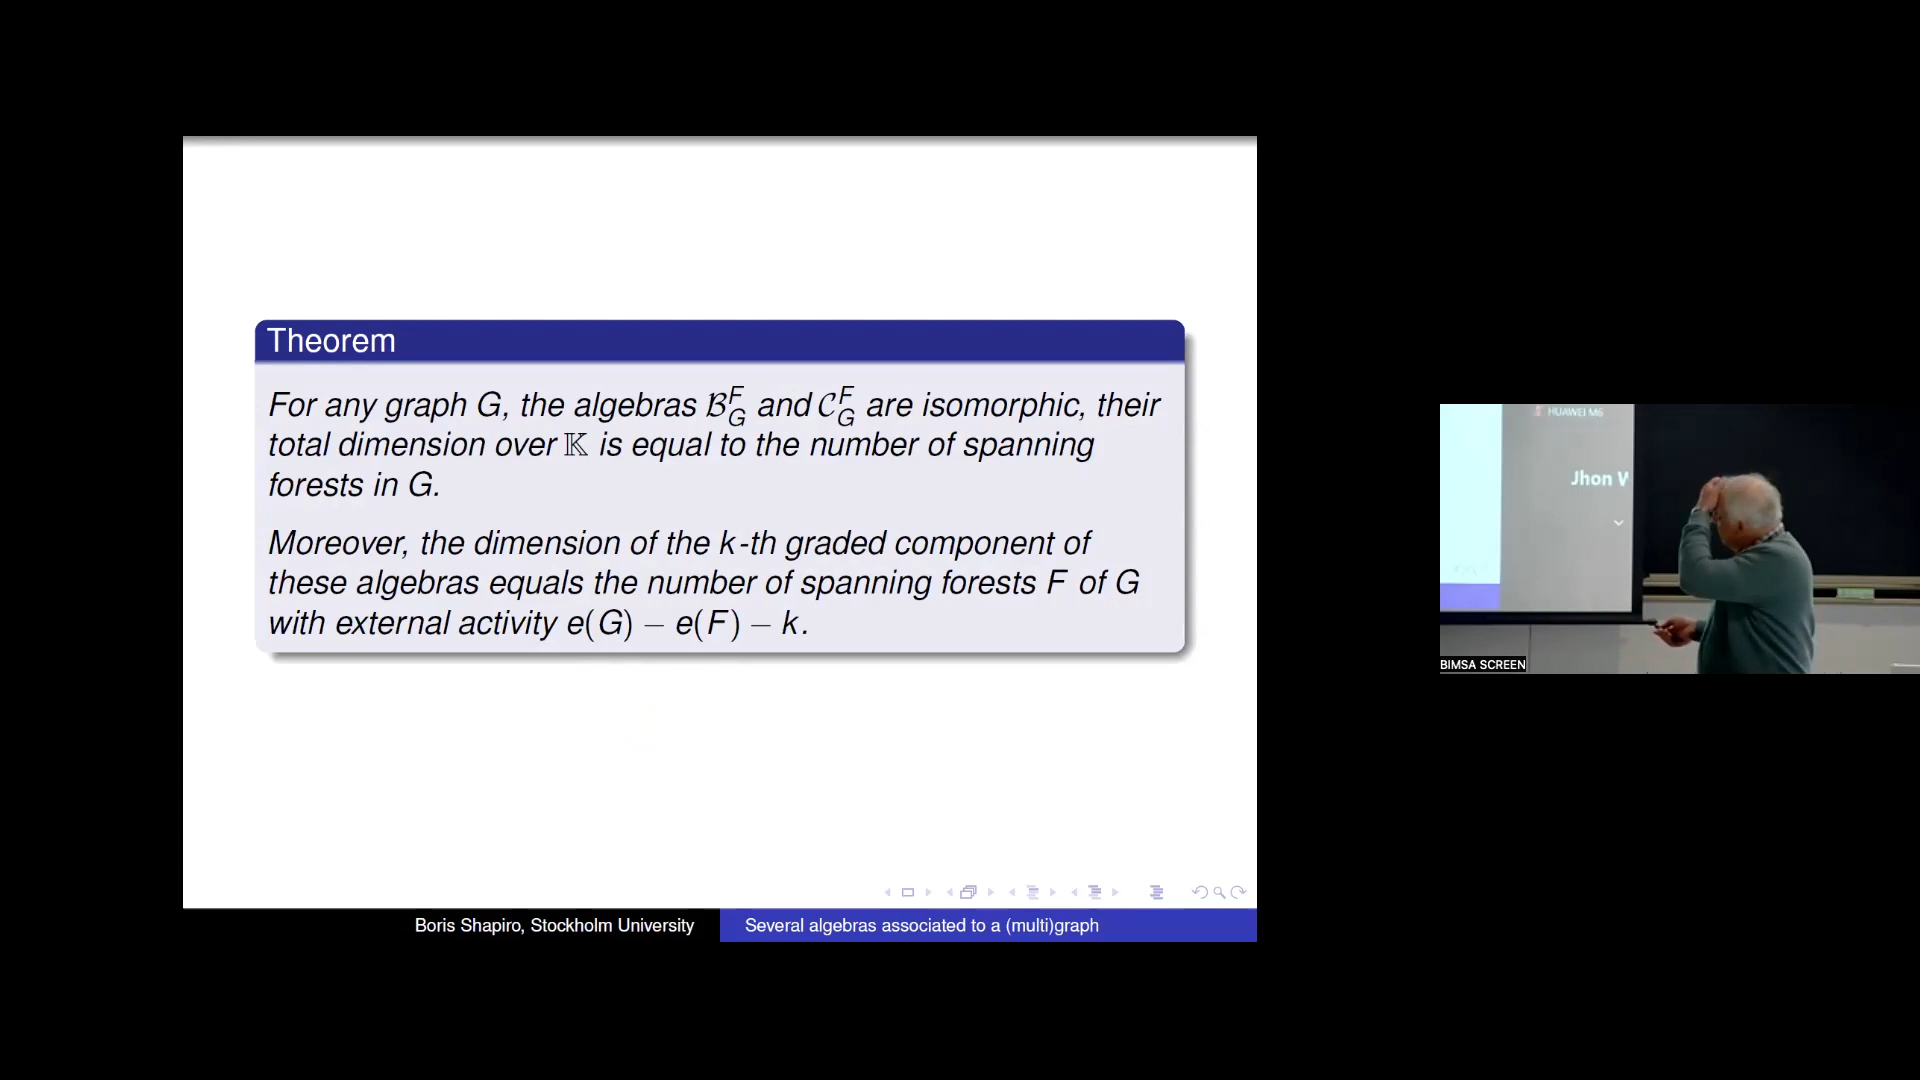 Theorem
For any graph G, the algebras $\mathcal{B}_G^F$ and $\mathcal{C}_G^F$ are isomorphic, their
total dimension over 𝕂 is equal to the number of spanning
forests in G.
Moreover, the dimension of the k-th graded component of
these algebras equals the number of spanning forests F of G
with external activity e(G) − e(F) − k.
Boris Shapiro, Stockholm University
Several algebras associated to a (multi)graph
HUAWEI M6
Jhon
BIMSA SCREEN